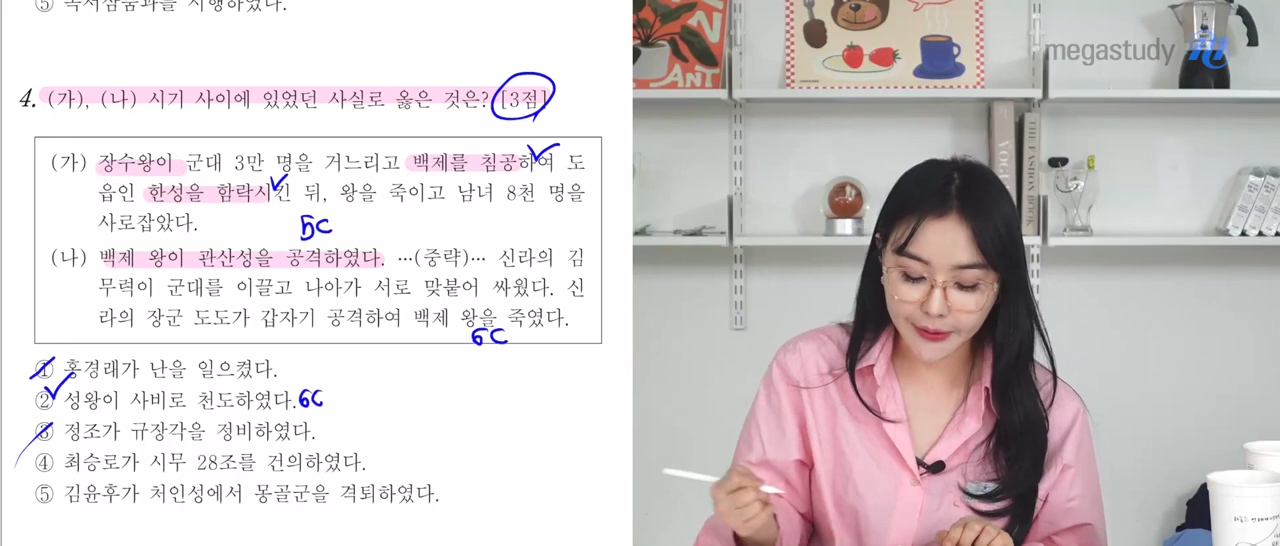 ⑤ 독서삼품과를 시행하였다.
4. (가), (나) 시기 사이에 있었던 사실로 옳은 것은? [3점]
(가) 장수왕이 군대 3만 명을 거느리고 백제를 침공하여 도
읍인 한성을 함락시킨 뒤, 왕을 죽이고 남녀 8천 명을
사로잡았다.
5C
(나) 백제 왕이 관산성을 공격하였다. …(중략)… 신라의 김
무력이 군대를 이끌고 나아가 서로 맞붙어 싸웠다. 신
라의 장군 도도가 갑자기 공격하여 백제 왕을 죽였다.
6C
① 홍경래가 난을 일으켰다.
② 성왕이 사비로 천도하였다. 6C
③ 정조가 규장각을 정비하였다.
④ 최승로가 시무 28조를 건의하였다.
⑤ 김윤후가 처인성에서 몽골군을 격퇴하였다.
megastudy
ANT
THE FASHION BOOK